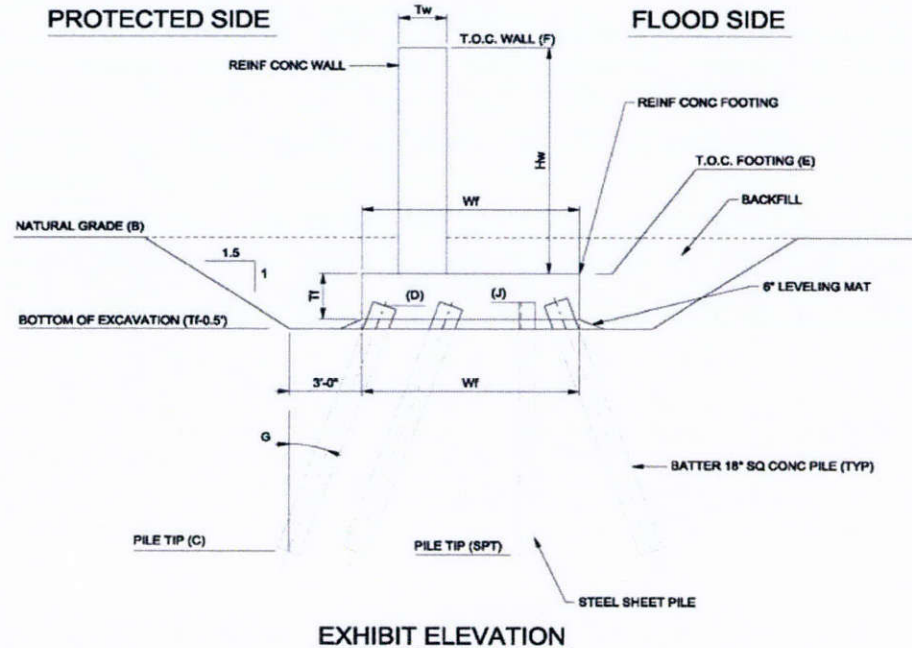 PROTECTED SIDE
Tw
FLOOD SIDE
T.O.C. WALL (F)
REINF CONC WALL
REINF CONC FOOTING
Hw
T.O.C. FOOTING (E)
Wf
BACKFILL
NATURAL GRADE (B)
1.5
1
Tf
(D)
(J)
6" LEVELING MAT
BOTTOM OF EXCAVATION (Tf-0.5')
3'-0"
Wf
G
BATTER 18" SQ CONC PILE (TYP)
PILE TIP (C)
PILE TIP (SPT)
STEEL SHEET PILE
EXHIBIT ELEVATION